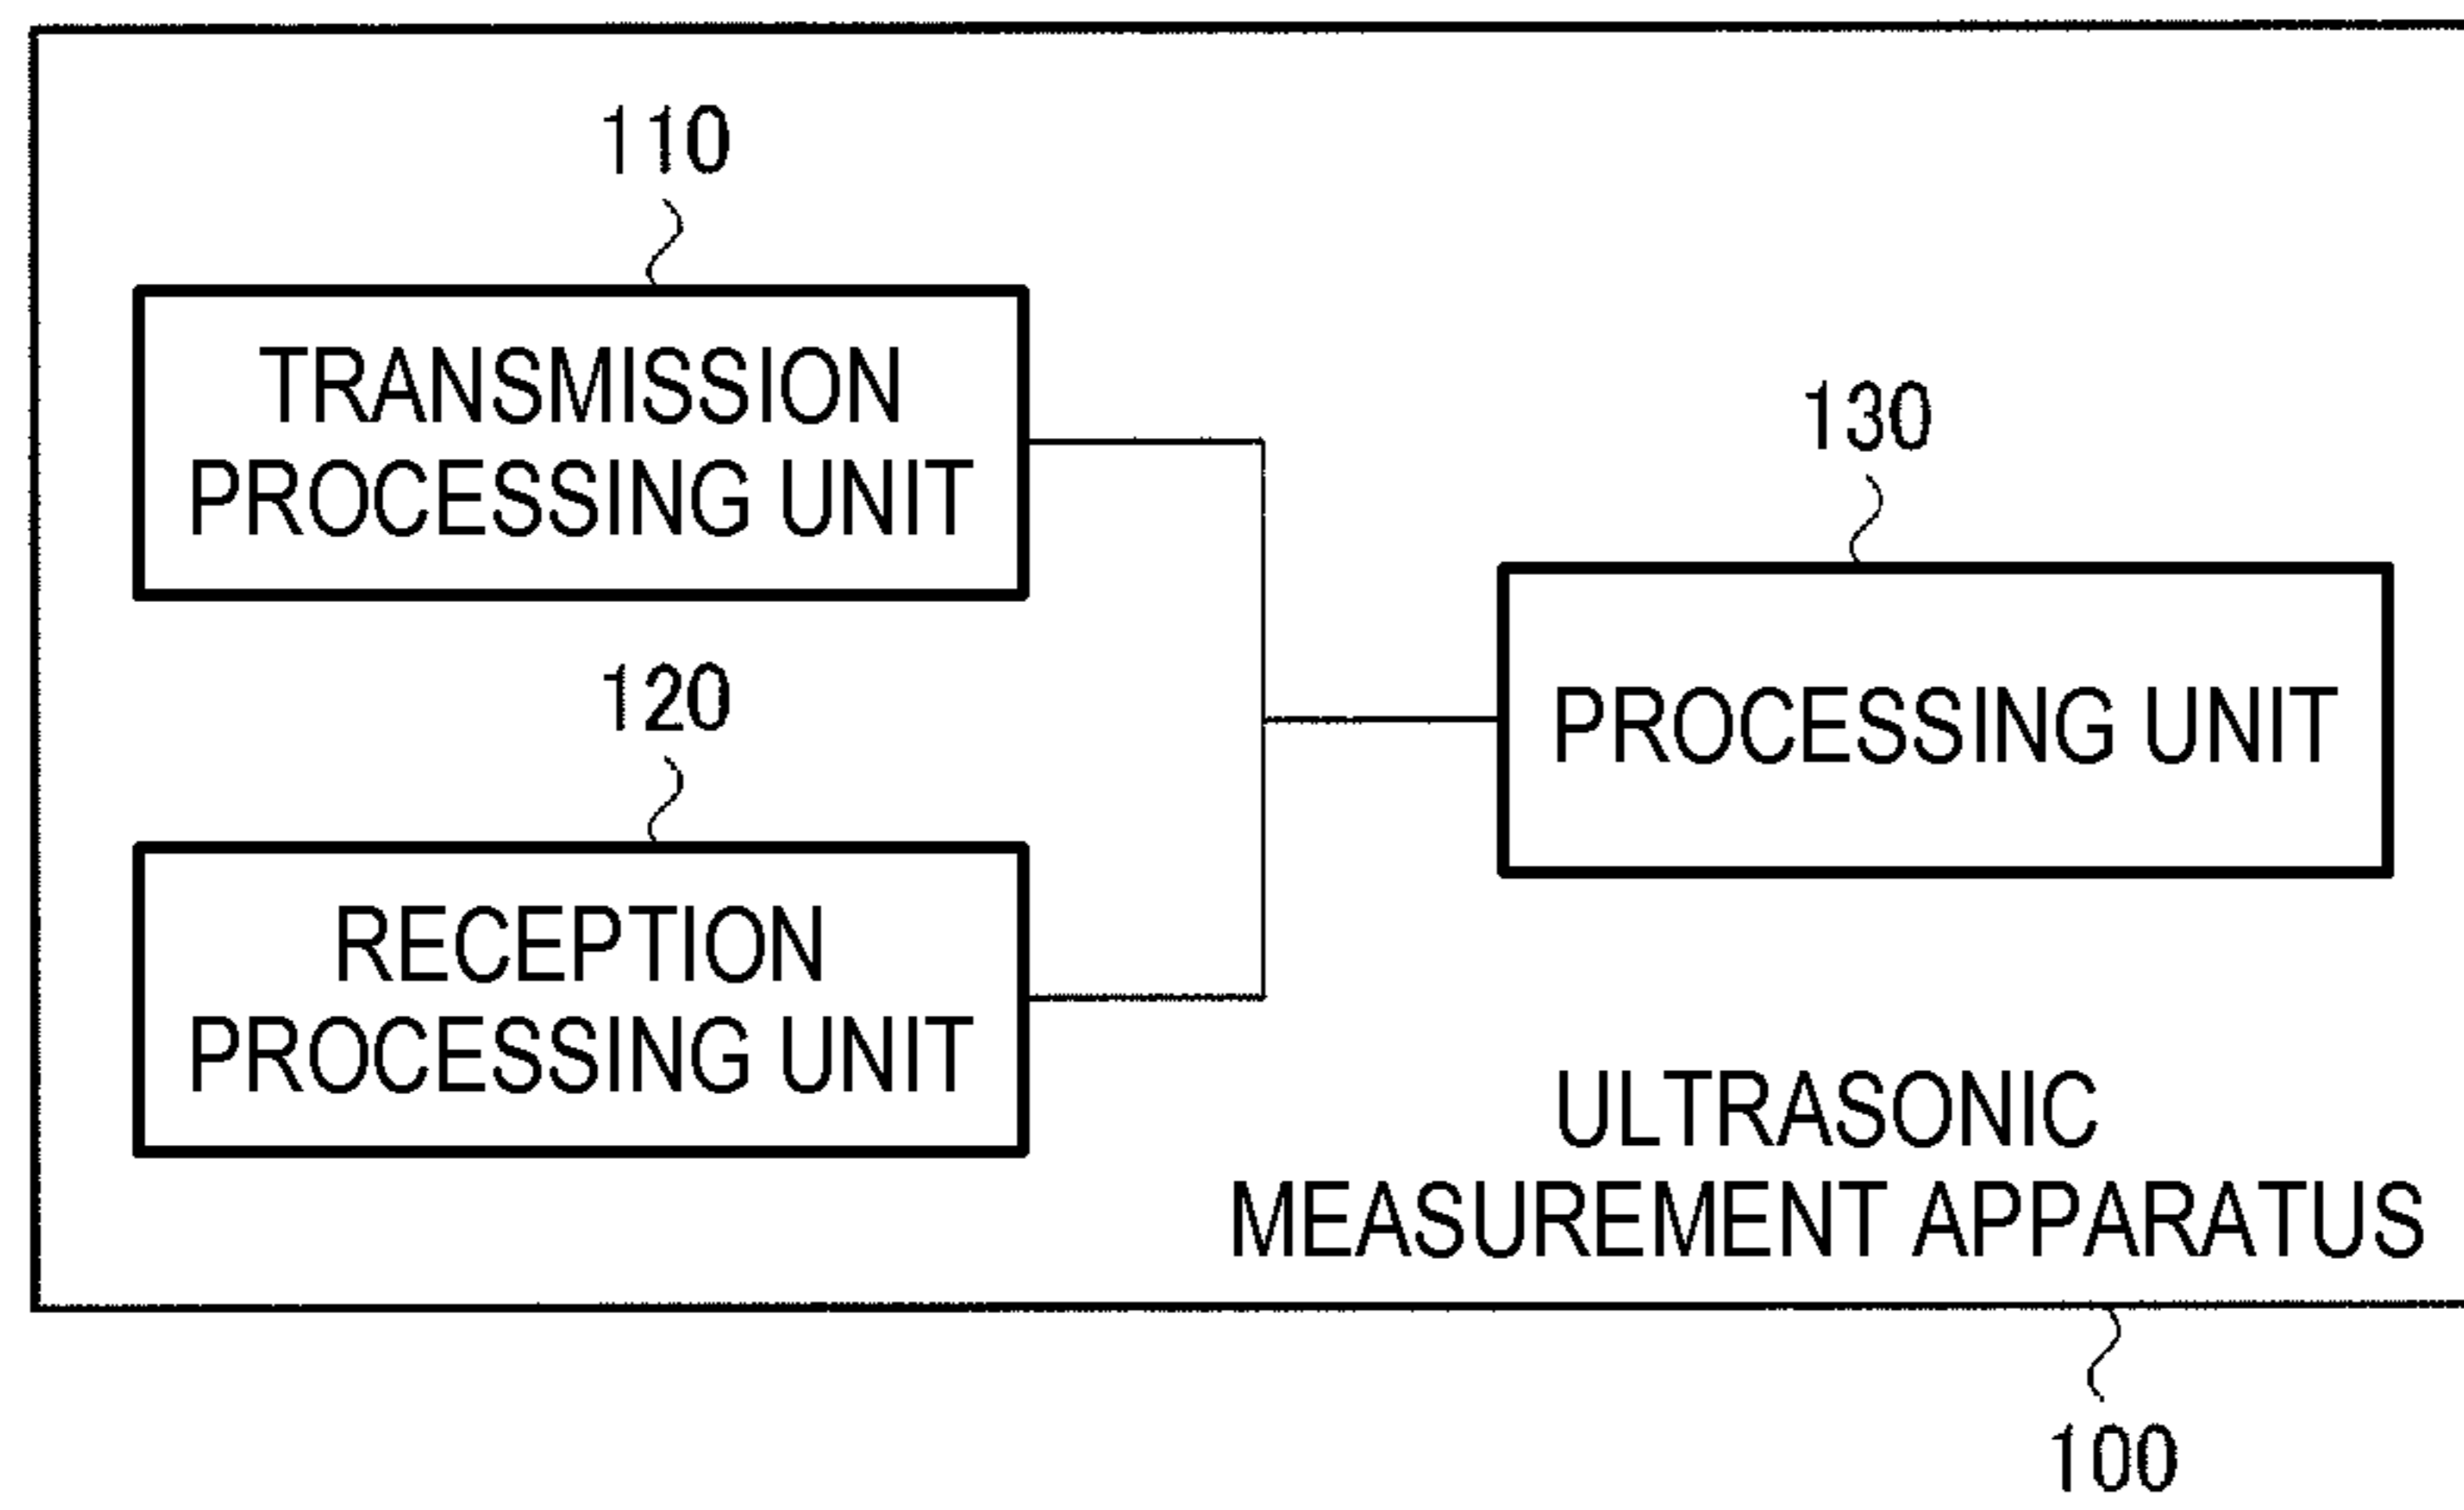 110
TRANSMISSION
PROCESSING UNIT
130
PROCESSING UNIT
120
RECEPTION
PROCESSING UNIT
ULTRASONIC
MEASUREMENT APPARATUS
100